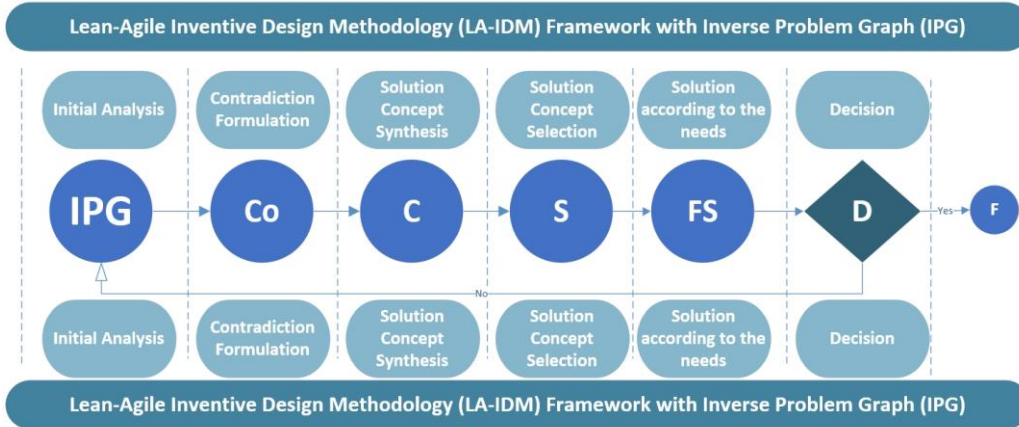 Lean-Agile Inventive Design Methodology (LA-IDM) Framework with Inverse Problem Graph (IPG)
Initial Analysis
Contradiction
Formulation
Solution
Concept
Synthesis
Solution
Concept
Selection
Solution
according to the
needs
Decision
IPG
Co
C
S
FS
D
Yes
F
No
Initial Analysis
Contradiction
Formulation
Solution
Concept
Synthesis
Solution
Concept
Selection
Solution
according to the
needs
Decision
Lean-Agile Inventive Design Methodology (LA-IDM) Framework with Inverse Problem Graph (IPG)